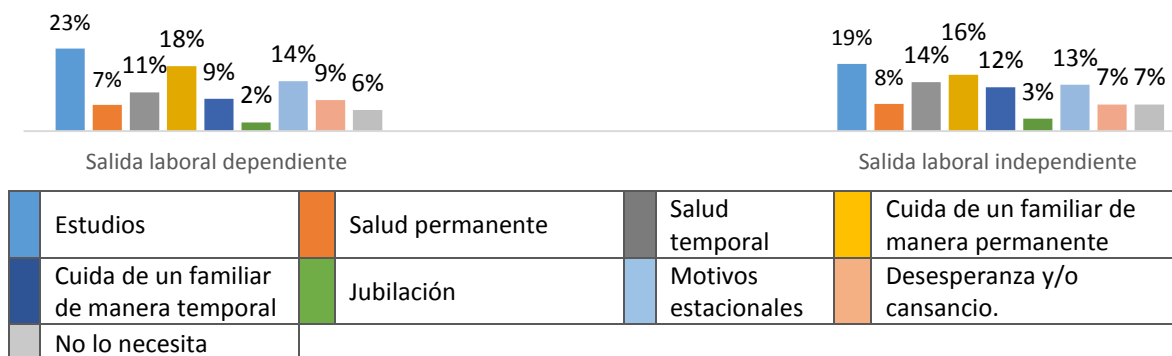 23%
7%
11%
18%
9%
2%
14%
9%
6%
19%
8%
14%
16%
12%
3%
13%
7%
7%
Salida laboral dependiente
Salida laboral independiente
Estudios
Salud permanente
Salud
temporal
Cuida de un familiar de
manera permanente
Cuida de un familiar
de manera temporal
Jubilación
Motivos
estacionales
Desesperanza y/o
cansancio.
No lo necesita